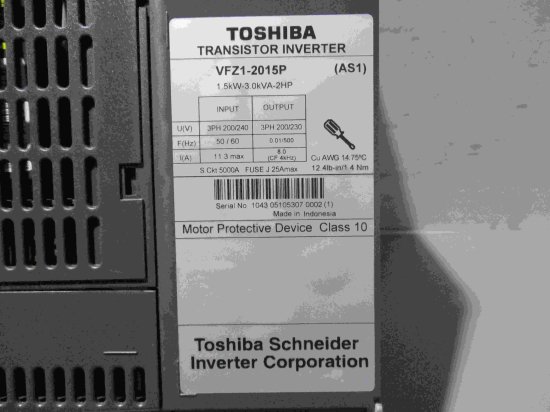 TOSHIBA
TRANSISTOR INVERTER
VFZ1-2015P (AS1)
1.5kW-3.0kVA-2HP
INPUT OUTPUT
U(V) 3PH 200/240 3PH 200/230
F(Hz) 50 / 60 0.01/500
I(A) 11.3 max 8.0 (CF 4kHz)
Cu AWG 14.75ºC
S.Ckt 5000A FUSE J 25Amax 12.4lb-in/1.4 Nm
Serial No. 1043 05105307 0002 (1)
Made in Indonesia
Motor Protective Device Class 10
Toshiba Schneider
Inverter Corporation